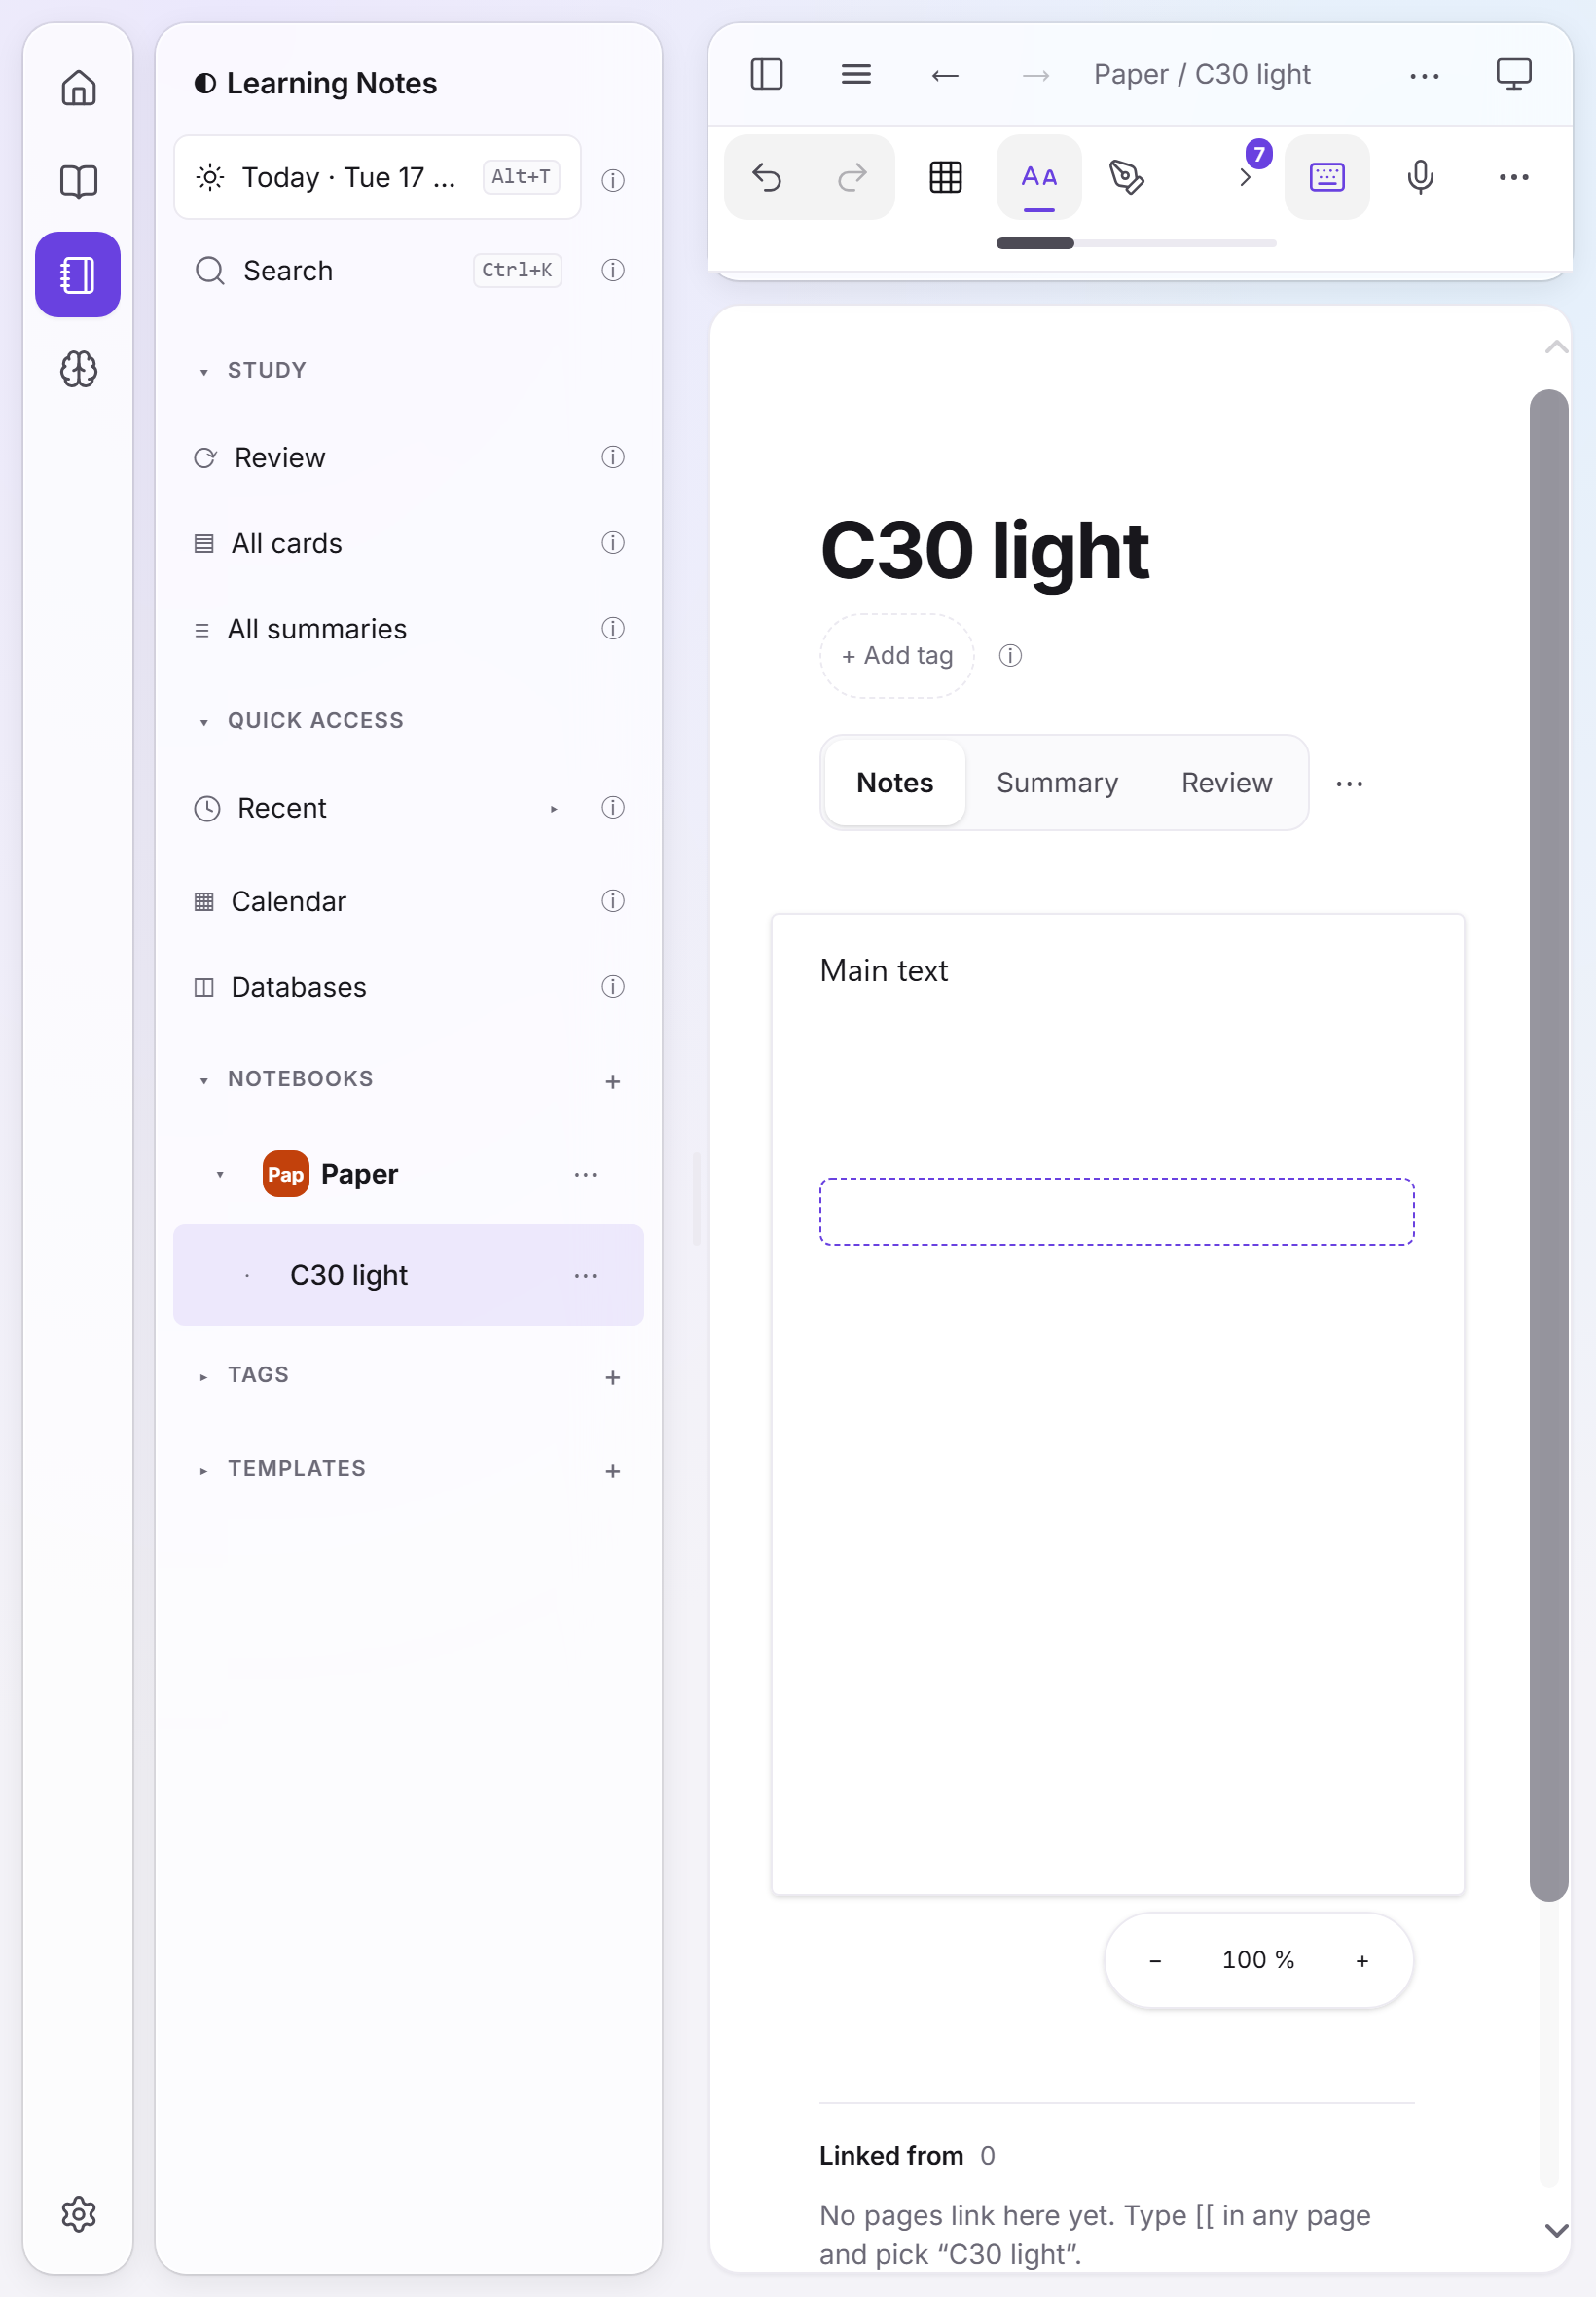 Learning Notes
Today · Tue 17 ... Alt+T
Search Ctrl+K
STUDY
Review
All cards
All summaries
QUICK ACCESS
Recent
Calendar
Databases
NOTEBOOKS +
Pap Paper ...
C30 light ...
TAGS +
TEMPLATES +
← → Paper / C30 light ...
AA 7 ...
C30 light
+ Add tag
Notes Summary Review ...
Main text
− 100 % +
Linked from 0
No pages link here yet. Type [[ in any page
and pick “C30 light”.